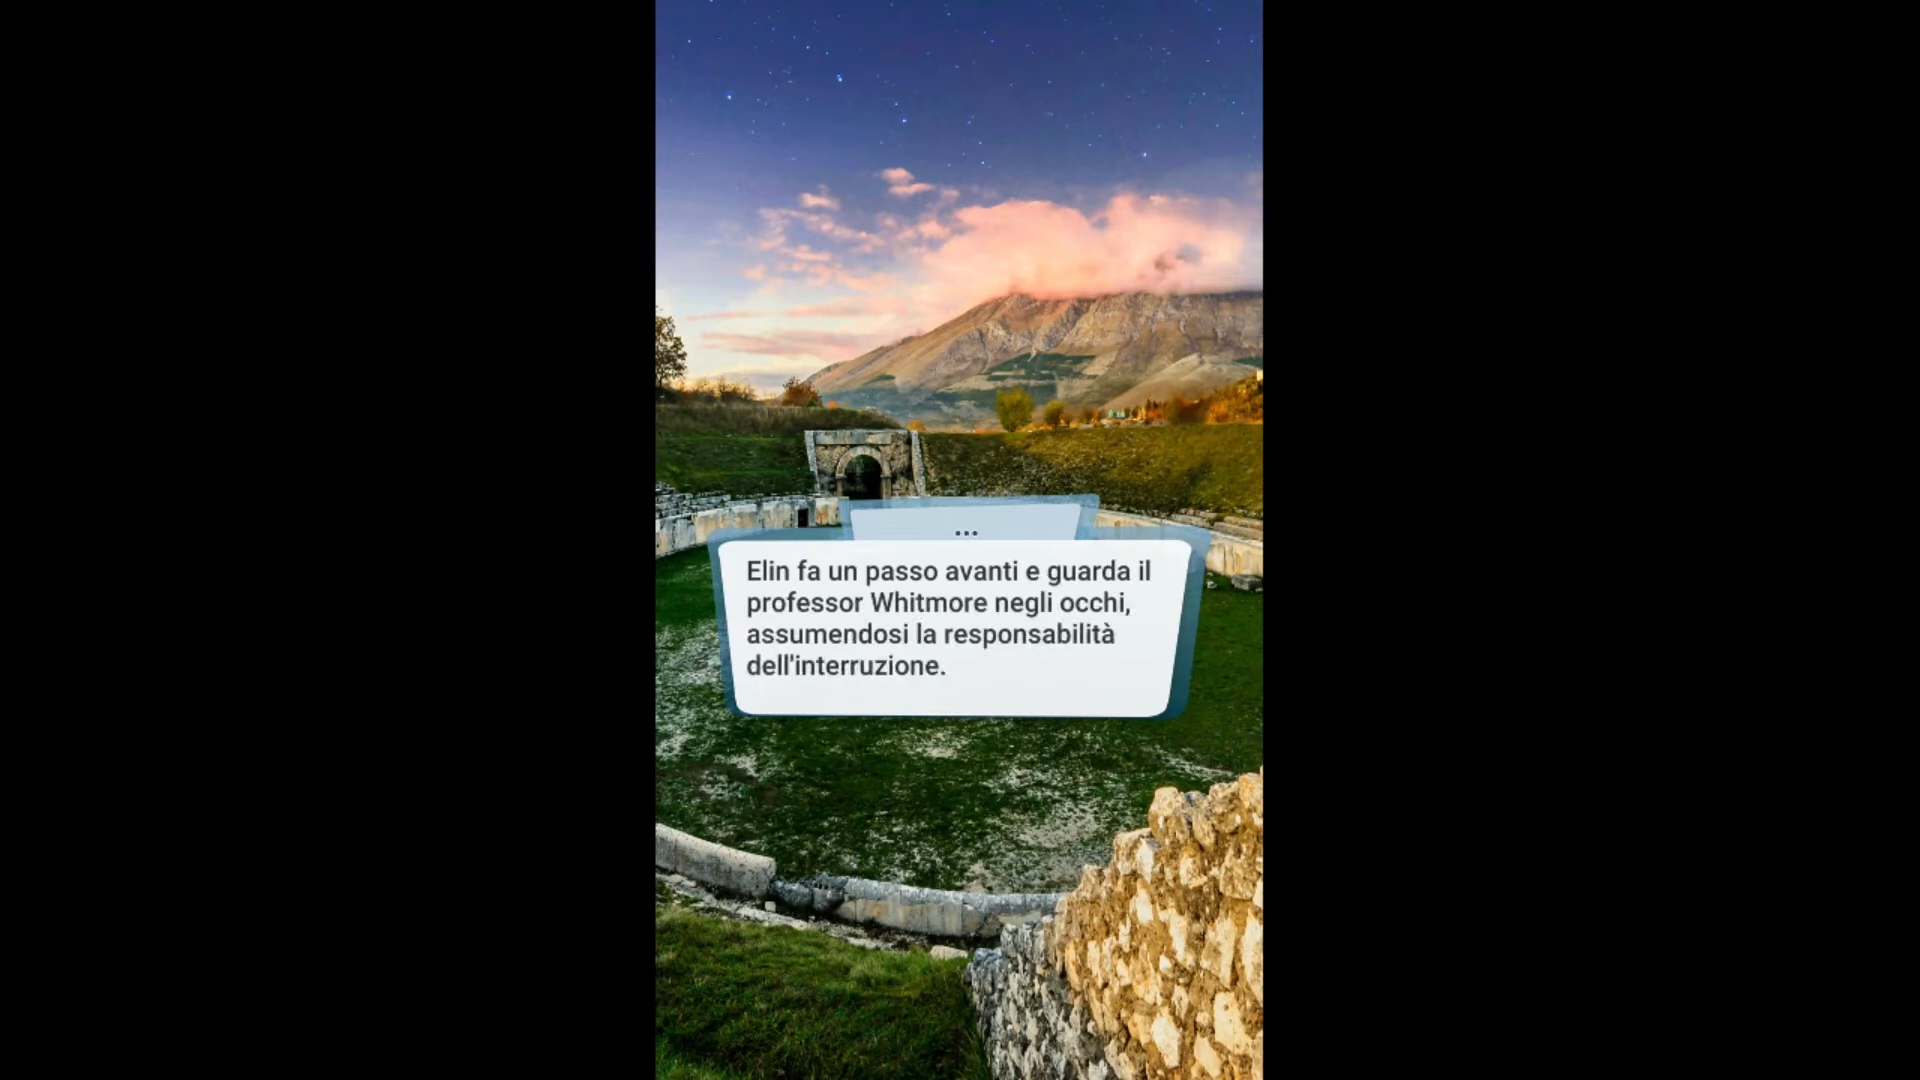 ...
Elin fa un passo avanti e guarda il
professor Whitmore negli occhi,
assumendosi la responsabilità
dell'interruzione.